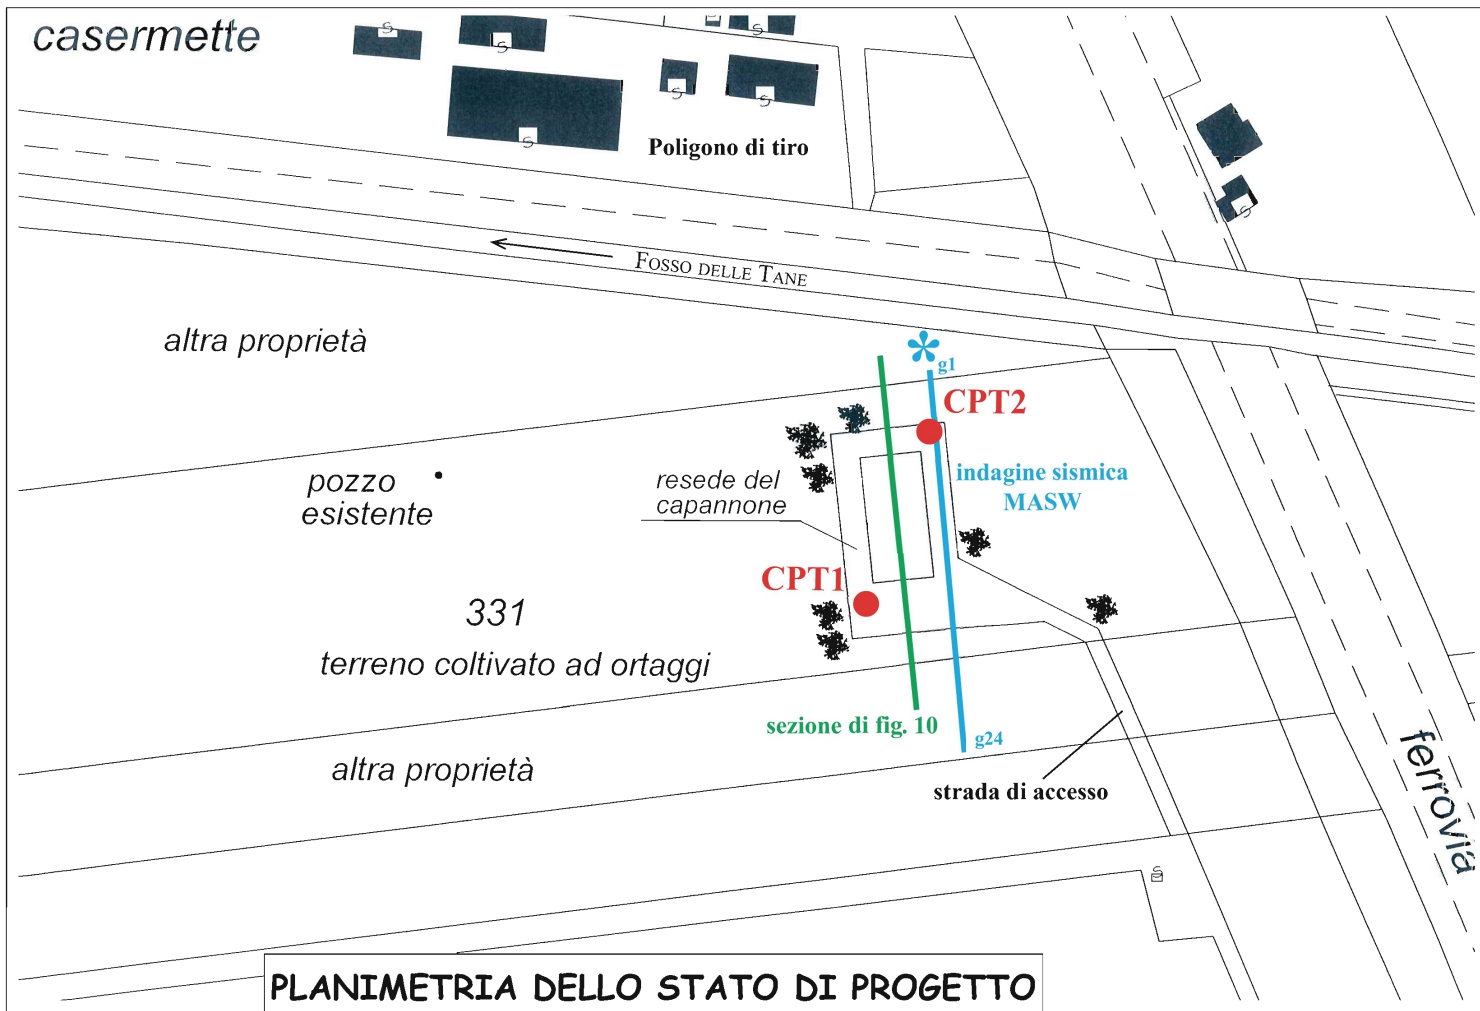 casermette
Poligono di tiro
FOSSO DELLE TANE
altra proprietà
g1
CPT2
pozzo
esistente
resede del
capannone
indagine sismica
MASW
CPT1
331
terreno coltivato ad ortaggi
sezione di fig. 10
g24
altra proprietà
strada di accesso
ferrovia
PLANIMETRIA DELLO STATO DI PROGETTO